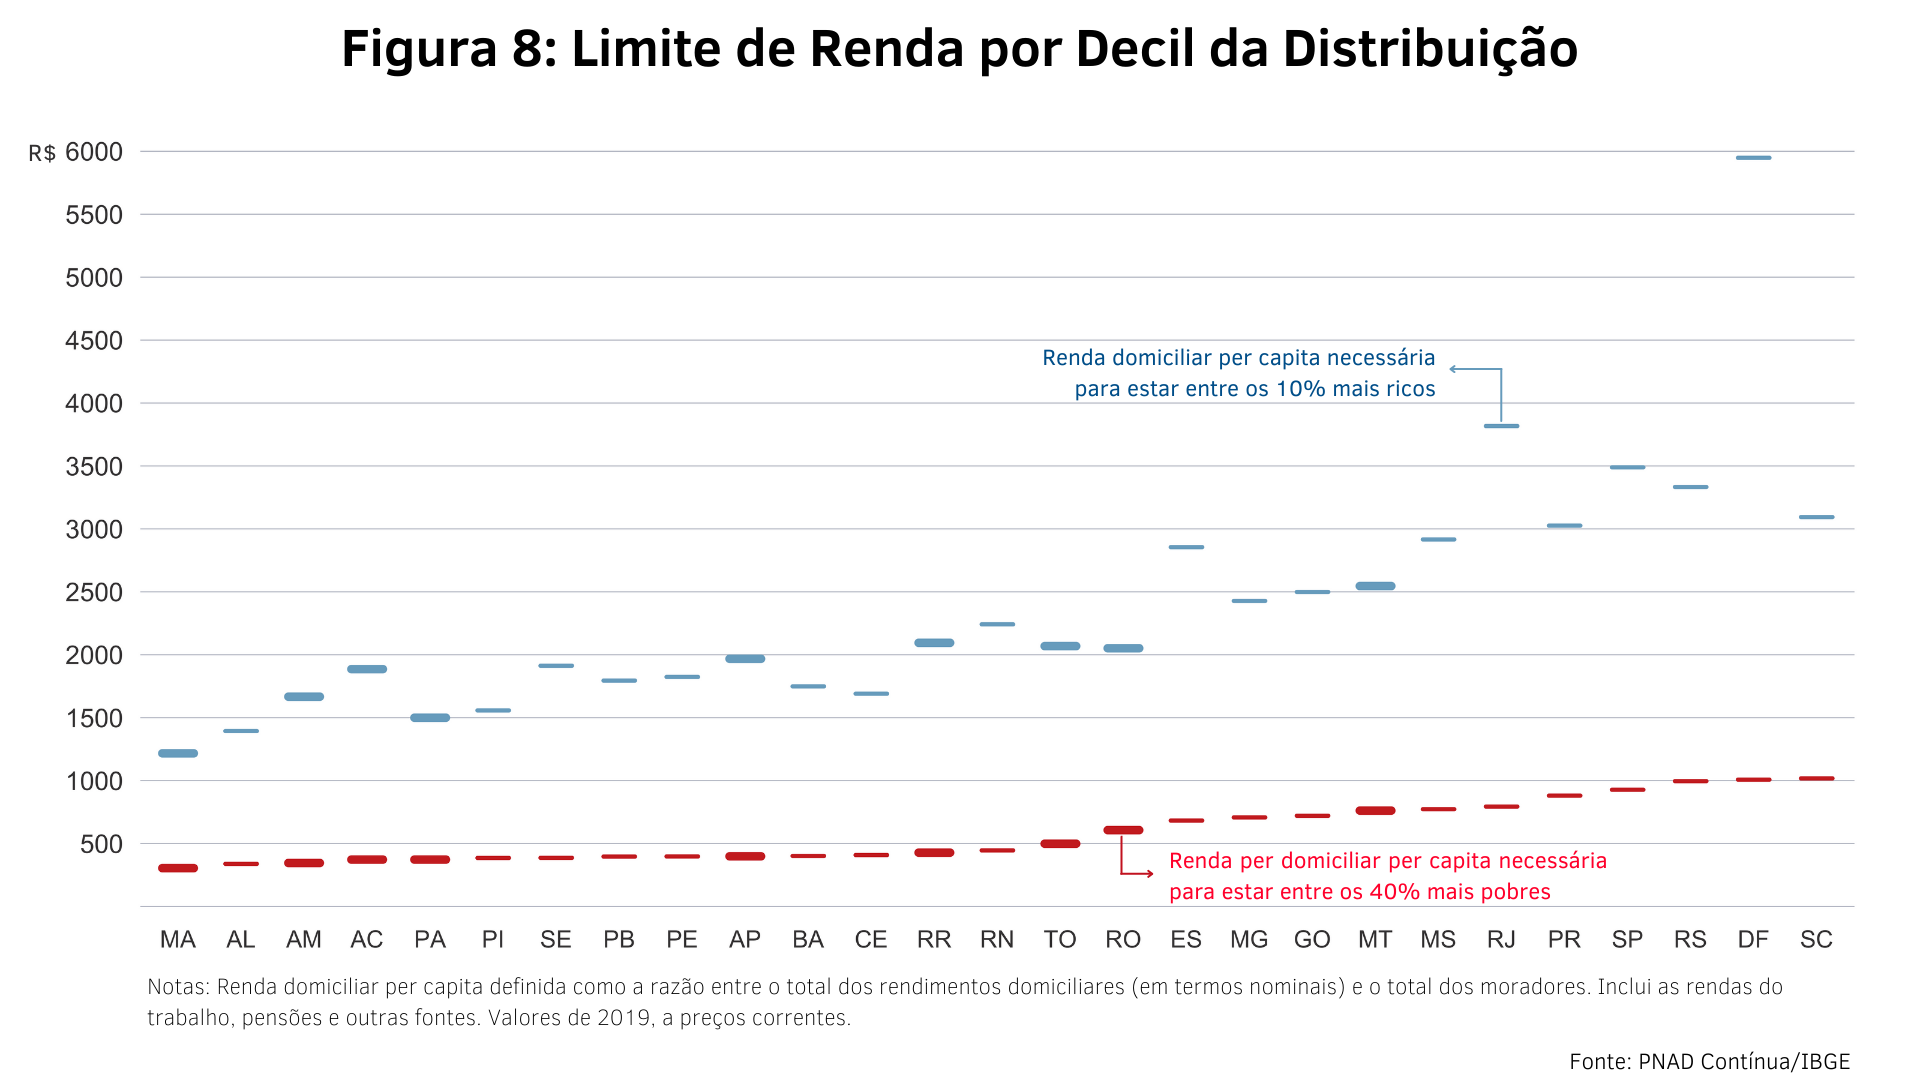 Figura 8: Limite de Renda por Decil da Distribuição
R$ 6000
5500
5000
4500
Renda domiciliar per capita necessária
para estar entre os 10% mais ricos
4000
3500
3000
2500
2000
1500
1000
500
Renda per domiciliar per capita necessária
para estar entre os 40% mais pobres
MA AL AM AC PA PI SE PB PE AP BA CE RR RN TO RO ES MG GO MT MS RJ PR SP RS DF SC
Notas: Renda domiciliar per capita definida como a razão entre o total dos rendimentos domiciliares (em termos nominais) e o total dos moradores. Inclui as rendas do
trabalho, pensões e outras fontes. Valores de 2019, a preços correntes.
Fonte: PNAD Contínua/IBGE